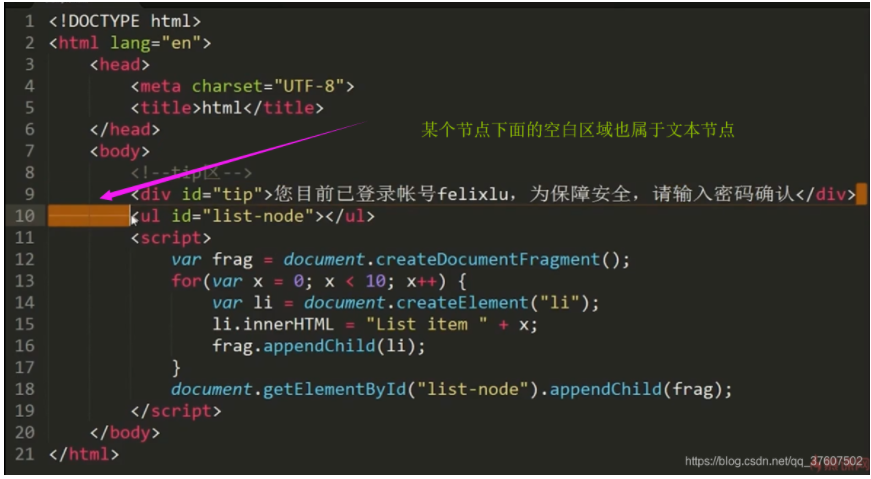 1 <!DOCTYPE html>
2 <html lang="en">
3 <head>
4 <meta charset="UTF-8">
5 <title>html</title>
6 </head>
某个节点下面的空白区域也属于文本节点
7 <body>
8 <!--tip区-->
9 <div id="tip">您目前已登录帐号felixlu，为保障安全，请输入密码确认</div>
10 <ul id="list-node"></ul>
11 <script>
12 var frag = document.createDocumentFragment();
13 for(var x = 0; x < 10; x++) {
14 var li = document.createElement("li");
15 li.innerHTML = "List item " + x;
16 frag.appendChild(li);
17 }
18 document.getElementById("list-node").appendChild(frag);
19 </script>
20 </body>
21 </html>
https://blog.csdn.net/qq_37607502